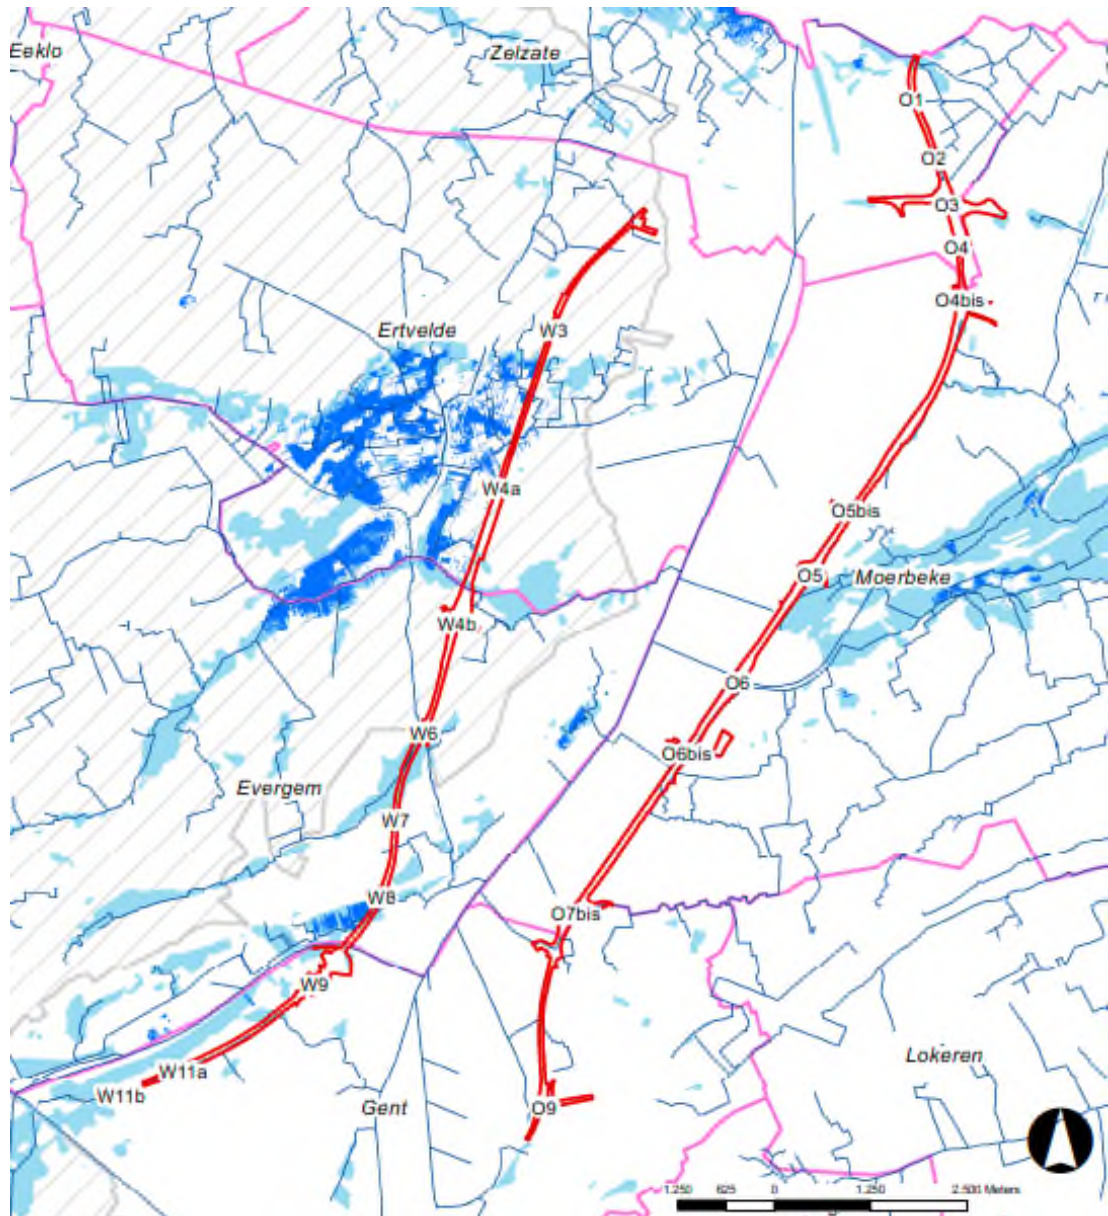 Eeklo
Zelzate
O1
O2
O3
O4
O4bis
Ertvelde
W3
W4a
O5bis
O5
Moerbeke
W4b
O6
W6
O6bis
Evergem
W7
W8
O7bis
W9
Lokeren
W11a
W11b
Gent
O9
1.250 625 0 1.250 2.500 Meters